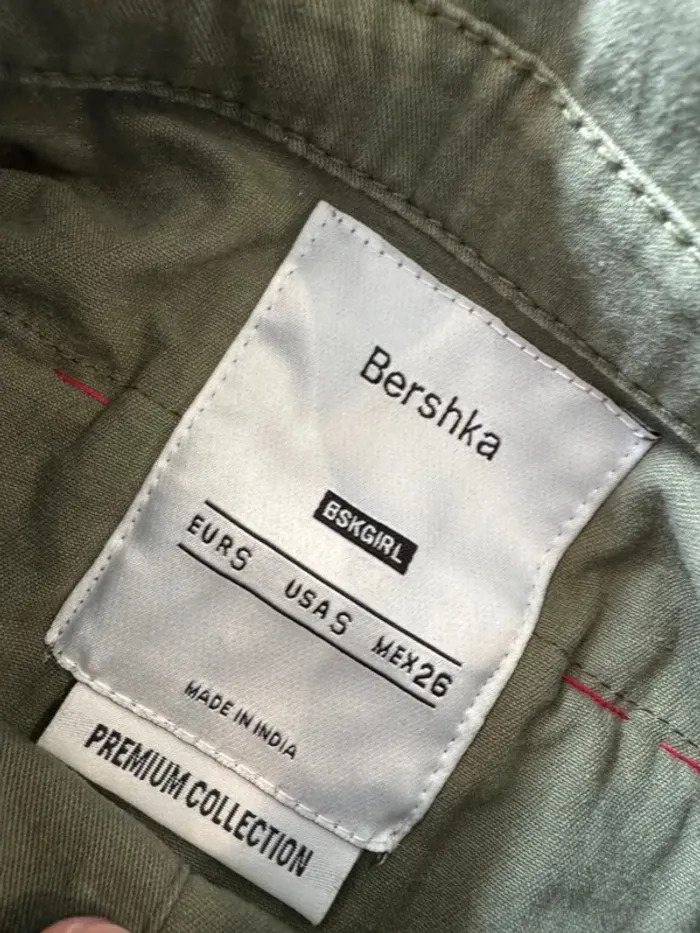 Bershka
BSKGIRL
EUR S USA S MEX 26
MADE IN INDIA
PREMIUM COLLECTION